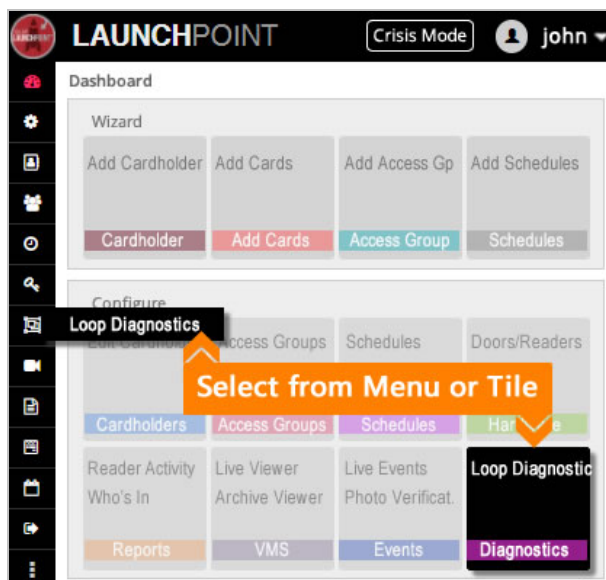 LAUNCHPOINT
Crisis Mode
john
Dashboard
Wizard
Add Cardholder
Add Cards
Add Access Gp
Add Schedules
Cardholder
Add Cards
Access Group
Schedules
Configure
Loop Diagnostics
Access Groups
Schedules
Doors/Readers
Select from Menu or Tile
Cardholders
Access Groups
Schedules
Reader Activity
Who's In
Live Viewer
Archive Viewer
Live Events
Photo Verificat.
Loop Diagnostic
Reports
VMS
Events
Diagnostics